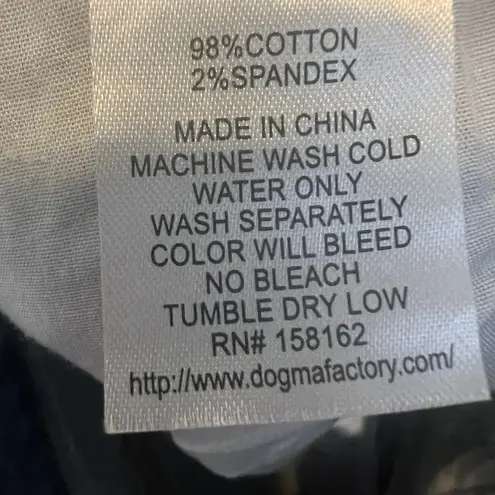 98%COTTON
2%SPANDEX
MADE IN CHINA
MACHINE WASH COLD
WATER ONLY
WASH SEPARATELY
COLOR WILL BLEED
NO BLEACH
TUMBLE DRY LOW
RN# 158162
http://www.dogmafactory.com/